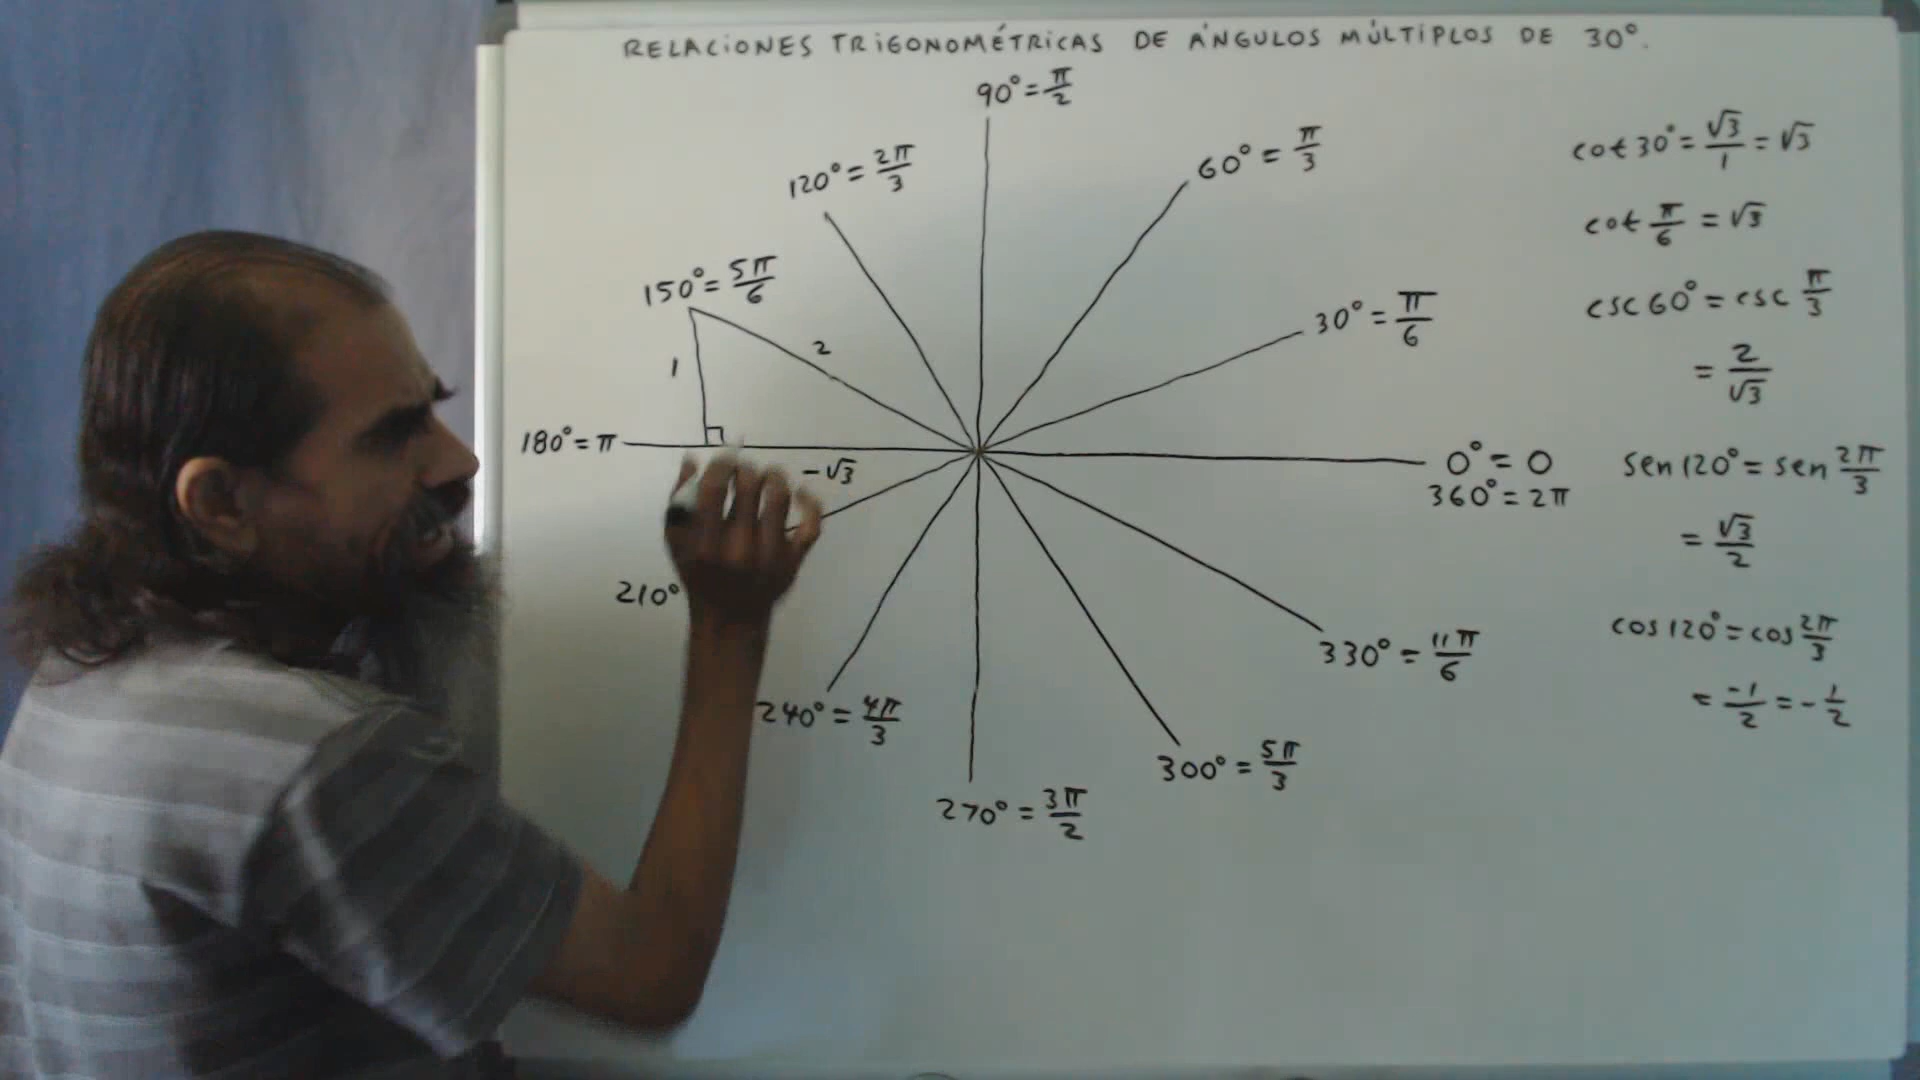 RELACIONES TRIGONOMÉTRICAS DE ÁNGULOS MÚLTIPLOS DE 30°.
90° = π/2
120° = 2π/3
60° = π/3
150° = 5π/6
30° = π/6
2
1
180° = π
-√3
0° = 0
360° = 2π
210°
330° = 11π/6
240° = 4π/3
300° = 5π/3
270° = 3π/2
cot 30° = √3/1 = √3
cot π/6 = √3
csc 60° = csc π/3
= 2/√3
sen 120° = sen 2π/3
= √3/2
cos 120° = cos 2π/3
= -1/2 = -1/2